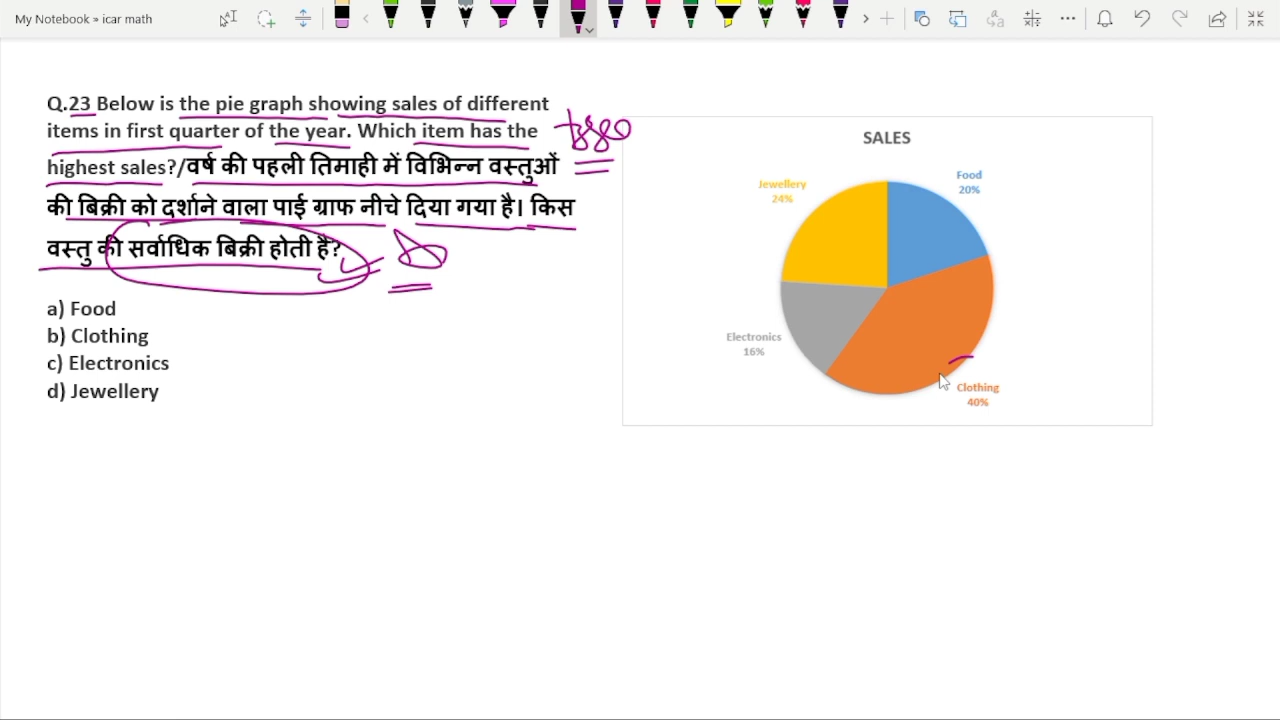 My Notebook » icar math
Q.23 Below is the pie graph showing sales of different
items in first quarter of the year. Which item has the
highest sales?/वर्ष की पहली तिमाही में विभिन्न वस्तुओं
की बिक्री को दर्शाने वाला पाई ग्राफ नीचे दिया गया है। किस
वस्तु की सर्वाधिक बिक्री होती है?
a) Food
b) Clothing
c) Electronics
d) Jewellery
SALES
Food
20%
Jewellery
24%
Electronics
16%
Clothing
40%